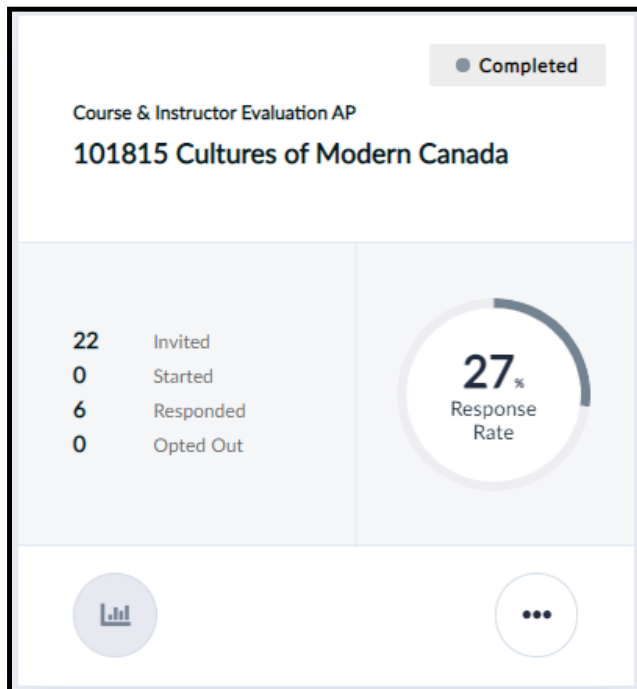 Completed
Course & Instructor Evaluation AP
101815 Cultures of Modern Canada
22 Invited
0 Started
6 Responded
0 Opted Out
27%
Response
Rate